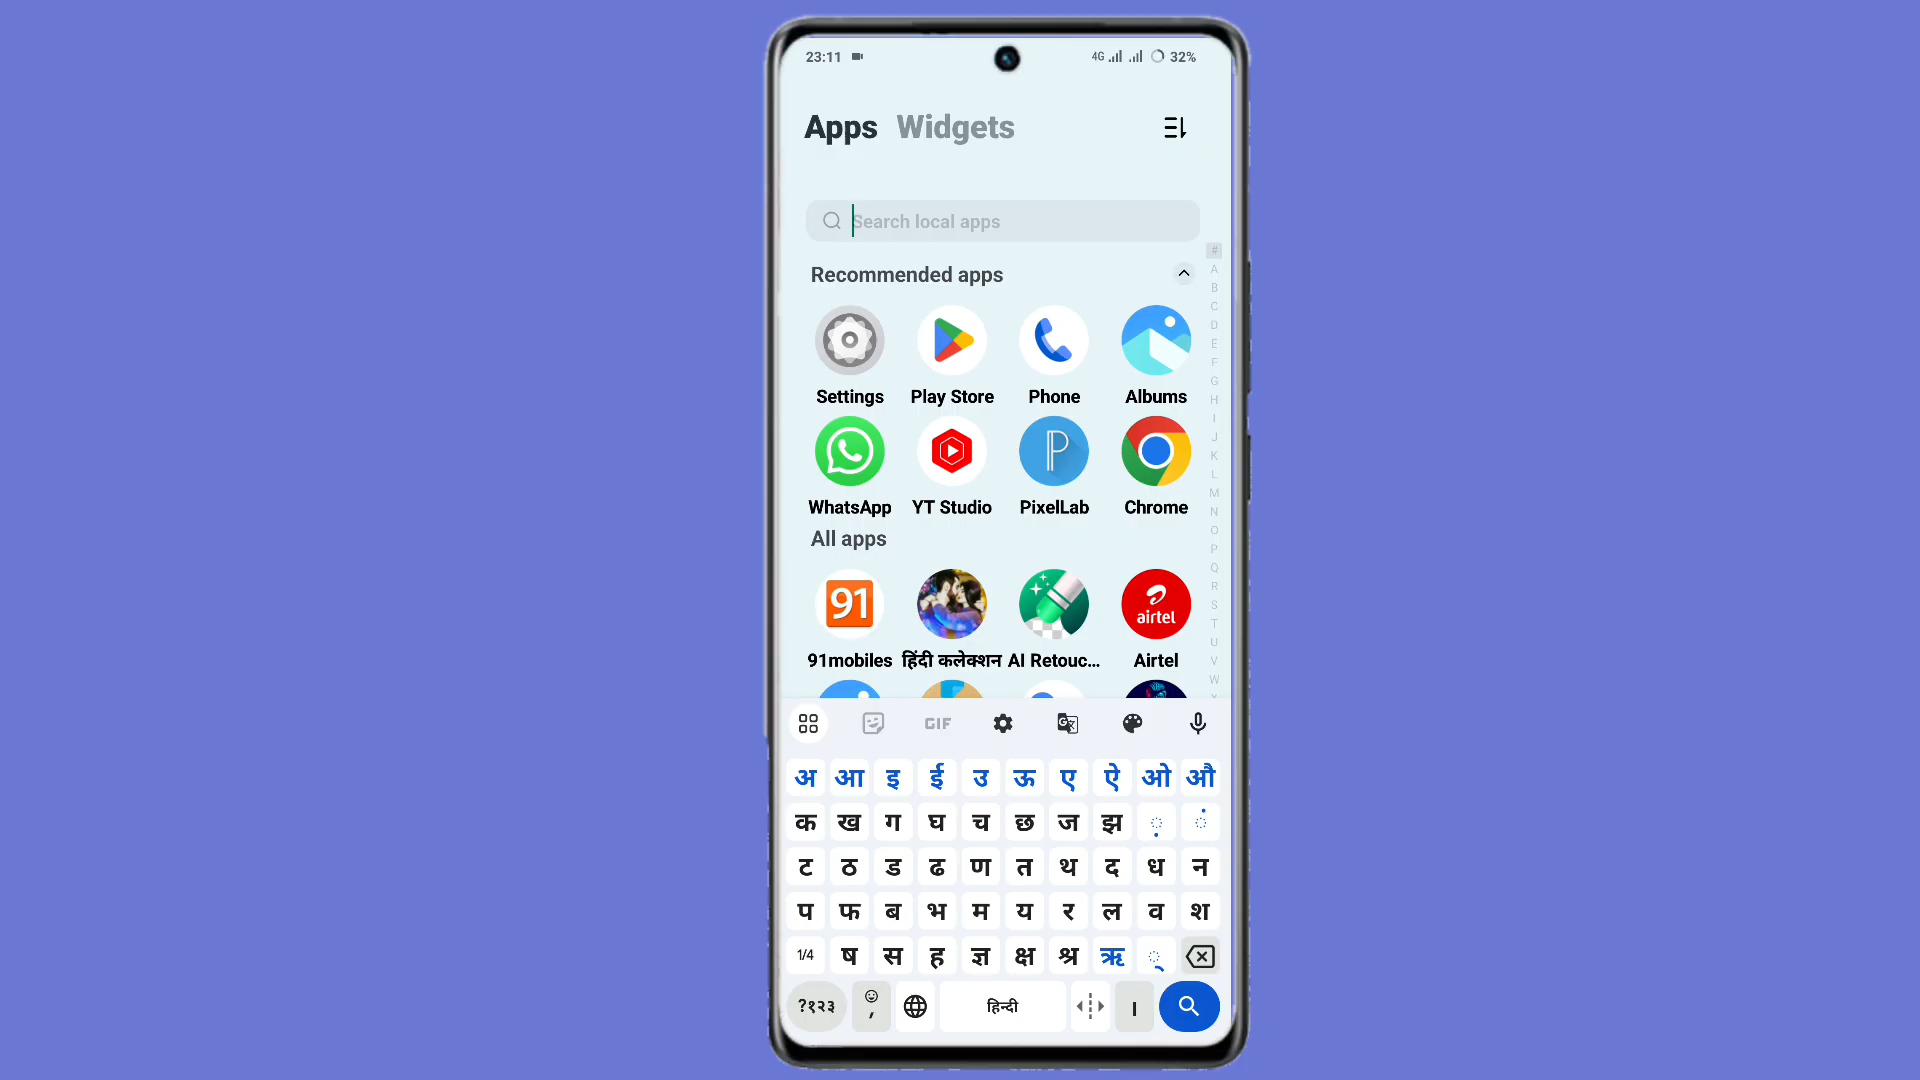 23:11 4G 32%
Apps Widgets
Search local apps
Recommended apps
Settings Play Store Phone Albums
WhatsApp YT Studio PixelLab Chrome
All apps
91
airtel
91mobiles हिंदी कलेक्शन AI Retouc... Airtel
#
A
B
C
D
E
F
G
H
I
J
K
L
M
N
O
P
Q
R
S
T
U
V
W
GIF
अ आ इ ई उ ऊ ए ऐ ओ औ
क ख ग घ च छ ज झ ़ ं
ट ठ ड ढ ण त थ द ध न
प फ ब भ म य र ल व श
1/4 ष स ह ज्ञ क्ष श्र ऋ ्
?१२३ , हिन्दी ।